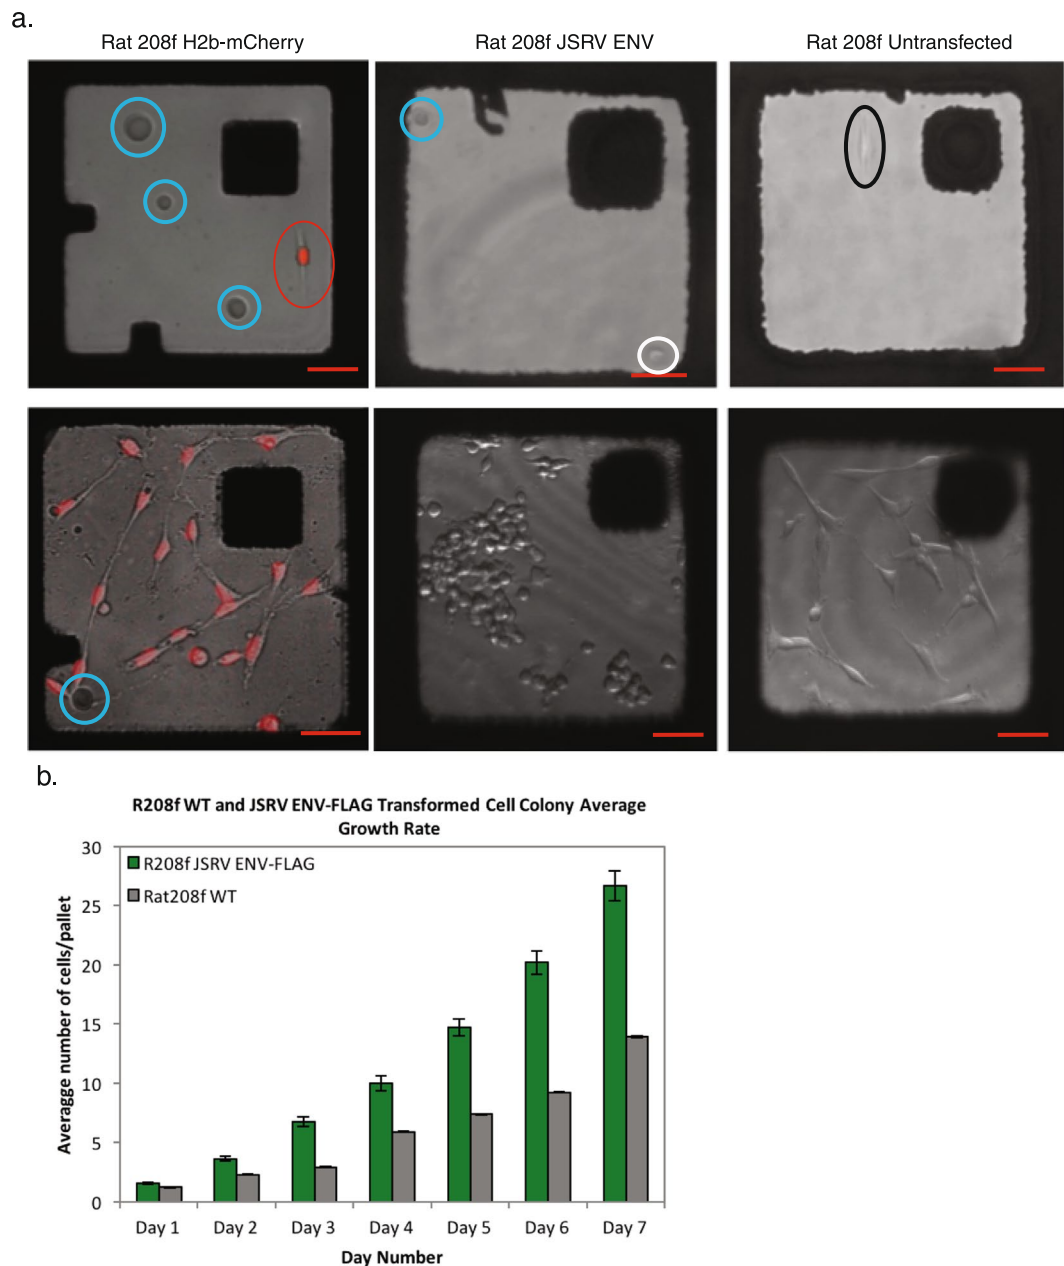 a.
Rat 208f H2b-mCherry
Rat 208f JSRV ENV
Rat 208f Untransfected
b.
R208f WT and JSRV ENV-FLAG Transformed Cell Colony Average
Growth Rate
Averagge number of cells/pallet
30
25
20
15
10
5
0
R208f JSRV ENV-FLAG
Rat208f WT
Day 1
Day 2
Day 3
Day 4
Day 5
Day 6
Day 7
Day Number